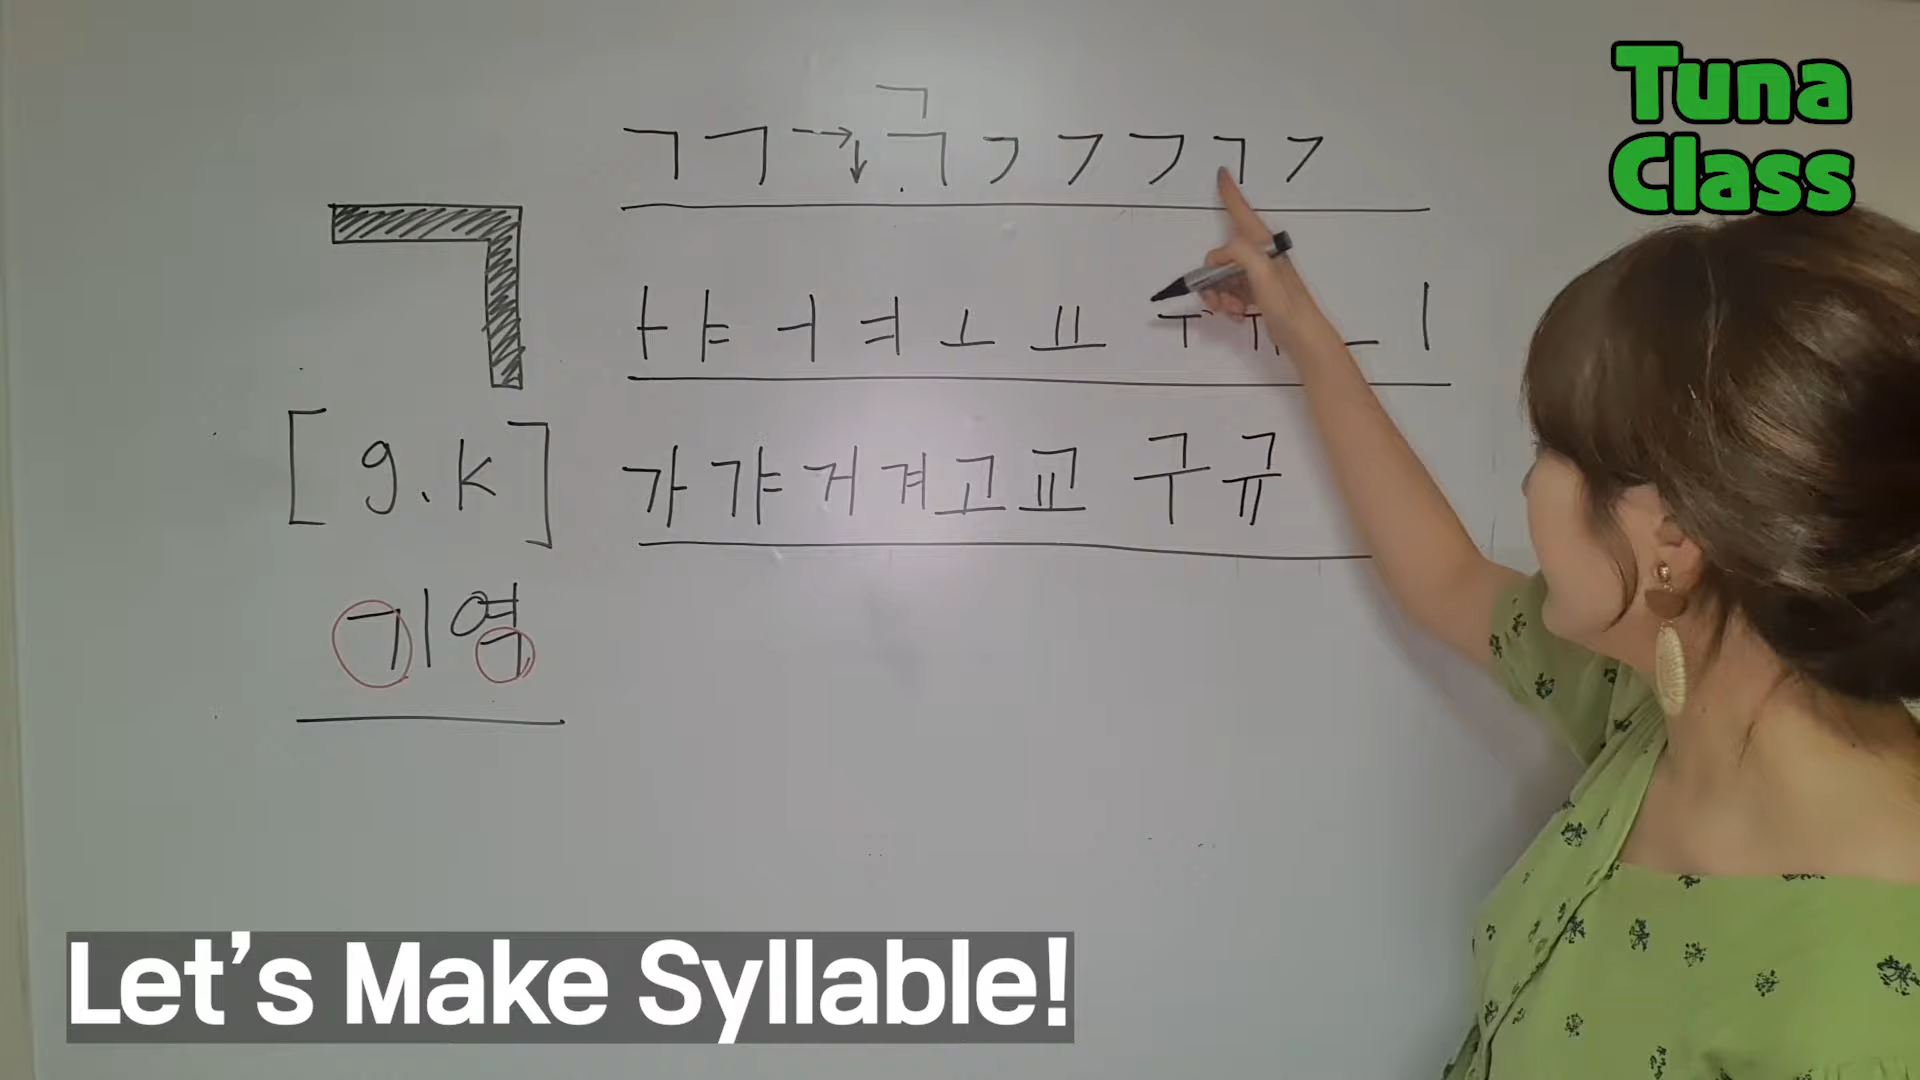 Tuna
Class
ㄱ
ㄱ ㄱ → ↓ ㄱ ㄱ ㄱ ㄱ ㄱ ㄱ ㄱ
ㅏ ㅑ ㅓ ㅕ ㅗ ㅛ ㅜ ㅠ ㅡ ㅣ
ㄱ
[ g . k ]
가 갸 거 겨 고 교 구 규
기역
Let's Make Syllable!